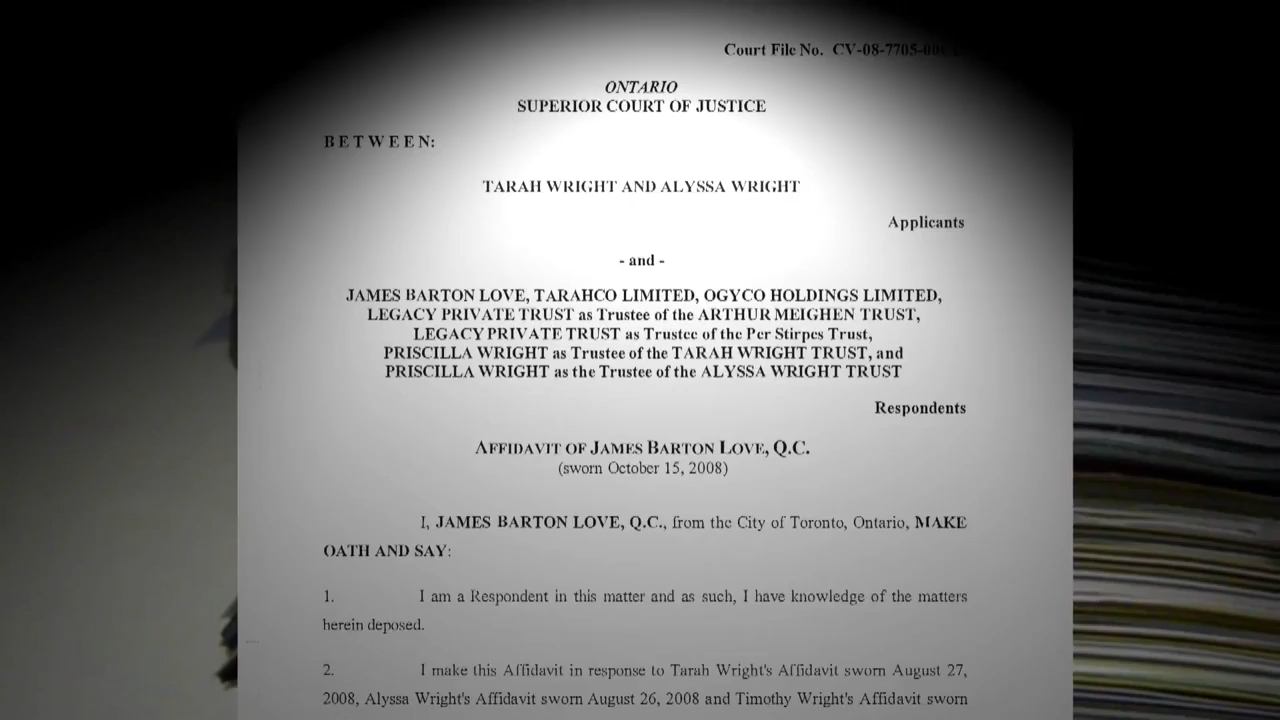 Court File No. CV-08-7705-00
ONTARIO
SUPERIOR COURT OF JUSTICE
B E T W E E N:
TARAH WRIGHT AND ALYSSA WRIGHT
Applicants
- and -
JAMES BARTON LOVE, TARAHCO LIMITED, OGYCO HOLDINGS LIMITED,
LEGACY PRIVATE TRUST as Trustee of the ARTHUR MEIGHEN TRUST,
LEGACY PRIVATE TRUST as Trustee of the Per Stirpes Trust,
PRISCILLA WRIGHT as Trustee of the TARAH WRIGHT TRUST, and
PRISCILLA WRIGHT as the Trustee of the ALYSSA WRIGHT TRUST
Respondents
AFFIDAVIT OF JAMES BARTON LOVE, Q.C.
(sworn October 15, 2008)
I, JAMES BARTON LOVE, Q.C., from the City of Toronto, Ontario, MAKE
OATH AND SAY:
1. I am a Respondent in this matter and as such, I have knowledge of the matters
herein deposed.
2. I make this Affidavit in response to Tarah Wright's Affidavit sworn August 27,
2008, Alyssa Wright's Affidavit sworn August 26, 2008 and Timothy Wright's Affidavit sworn